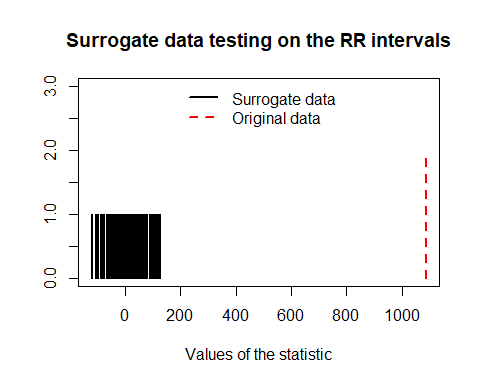 Surrogate data testing on the RR intervals
Surrogate data
Original data
3.0
2.0
1.0
0.0
0 200 400 600 800 1000
Values of the statistic